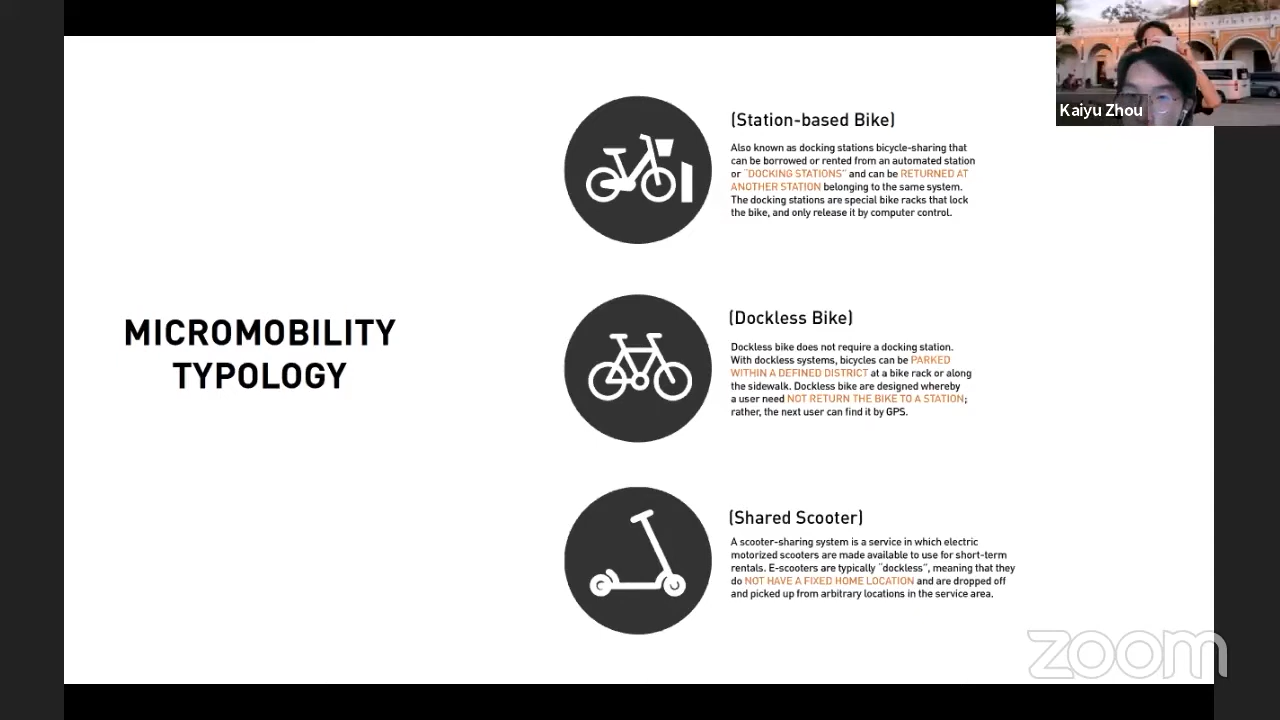 Kaiyu Zhou
MICROMOBILITY
TYPOLOGY
(Station-based Bike)
Also known as docking stations bicycle-sharing that
can be borrowed or rented from an automated station
or "DOCKING STATIONS" and can be RETURNED AT
ANOTHER STATION belonging to the same system.
The docking stations are special bike racks that lock
the bike, and only release it by computer control.
(Dockless Bike)
Dockless bike does not require a docking station.
With dockless systems, bicycles can be PARKED
WITHIN A DEFINED DISTRICT at a bike rack or along
the sidewalk. Dockless bike are designed whereby
a user need NOT RETURN THE BIKE TO A STATION;
rather, the next user can find it by GPS.
(Shared Scooter)
A scooter-sharing system is a service in which electric
motorized scooters are made available to use for short-term
rentals. E-scooters are typically "dockless", meaning that they
do NOT HAVE A FIXED HOME LOCATION and are dropped off
and picked up from arbitrary locations in the service area.
zoom